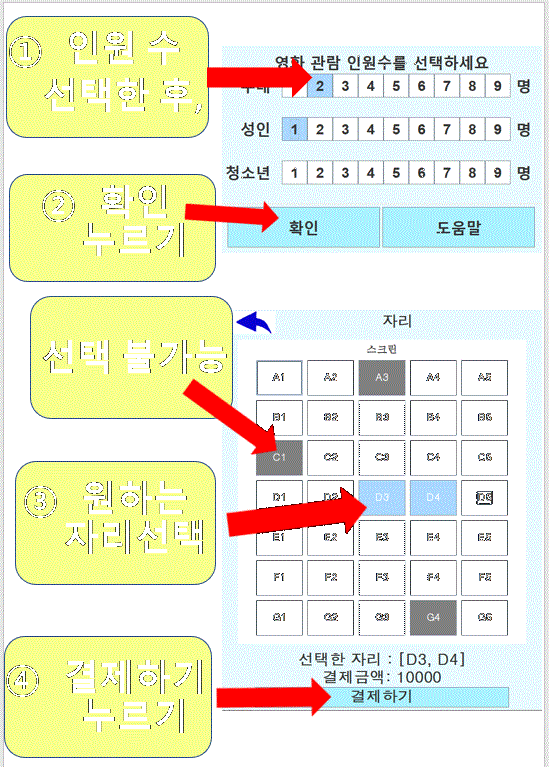 ① 인원 수
선택한 후,
영화 관람 인원수를 선택하세요
2 3 4 5 6 7 8 9 명
성인 1 2 3 4 5 6 7 8 9 명
청소년 1 2 3 4 5 6 7 8 9 명
② 확인
누르기
확인 도움말
선택 불가능
자리
스크린
A1 A2 A3 A4 A5
B1 B2 B3 B4 B5
C1 C2 C3 C4 C5
③ 원하는
자리선택
D1 D2 D3 D4 D5
E1 E2 E3 E4 E5
F1 F2 F3 F4 F5
G1 G2 G3 G4 G5
④ 결제하기
누르기
선택한 자리 : [D3, D4]
결제금액: 10000
결제하기